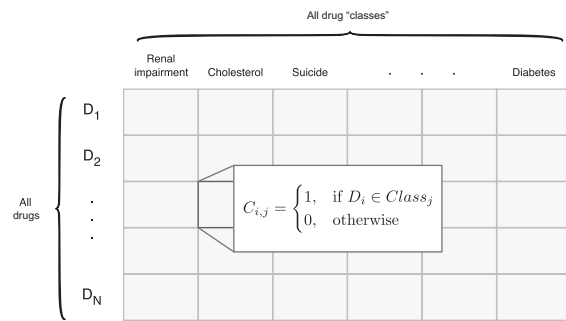 All drug “classes”
Renal
impairment
Cholesterol
Suicide
. . .
Diabetes
All
drugs
D1
D2
.
.
.
DN
C_{i,j} = { 1, if D_i ∈ Class_j
0, otherwise